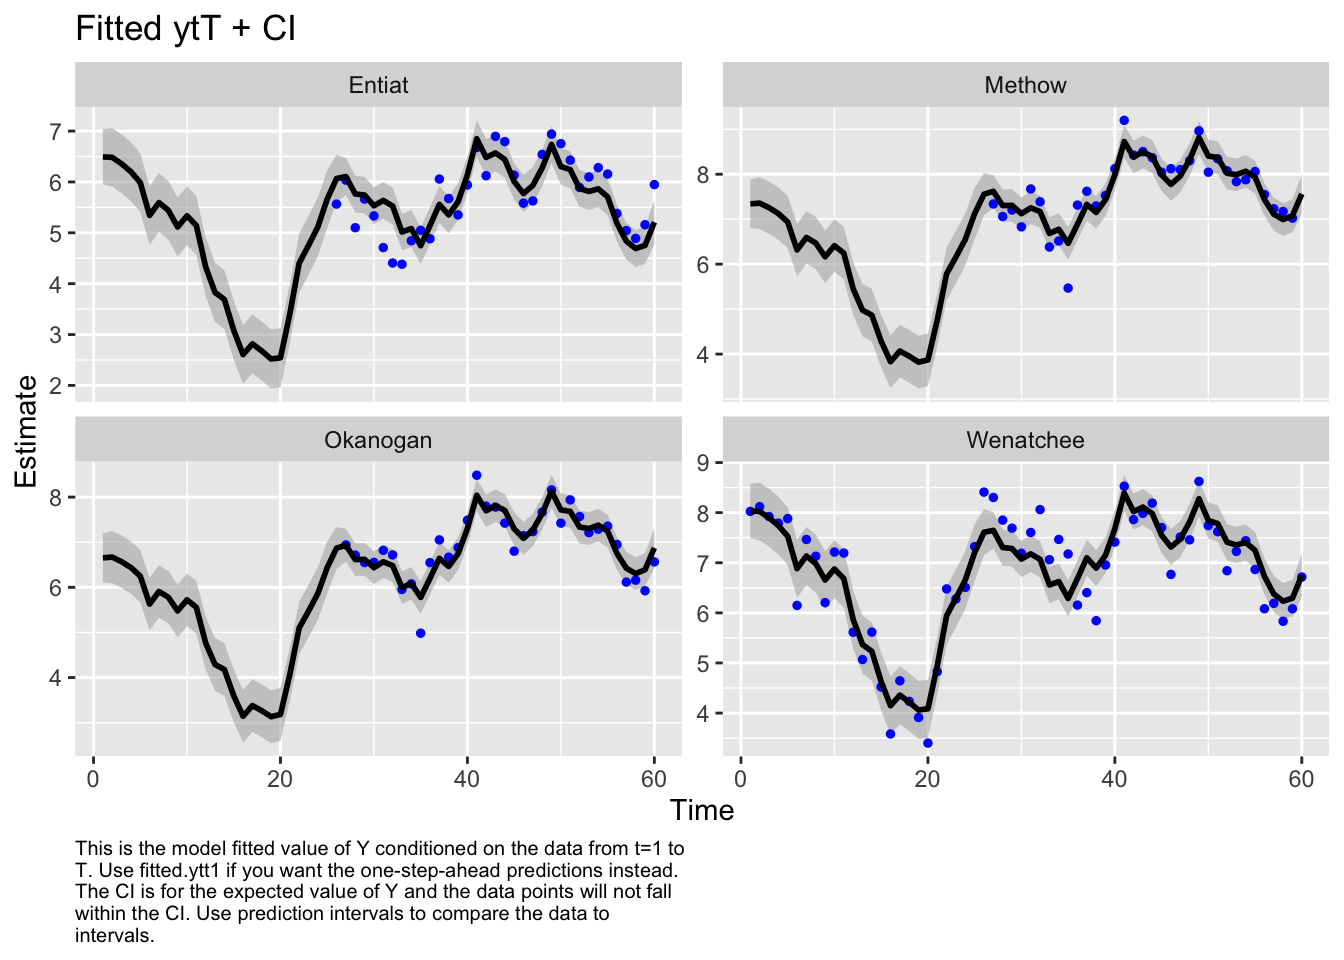 Fitted ytT + CI
Entiat
Methow
7
6
5
4
3
2
8
6
4
Estimate
Okanogan
Wenatchee
8
6
4
9
8
7
6
5
4
0
20
40
60
0
20
40
60
Time
This is the model fitted value of Y conditioned on the data from t=1 to
T. Use fitted.ytt1 if you want the one-step-ahead predictions instead.
The CI is for the expected value of Y and the data points will not fall
within the CI. Use prediction intervals to compare the data to
intervals.